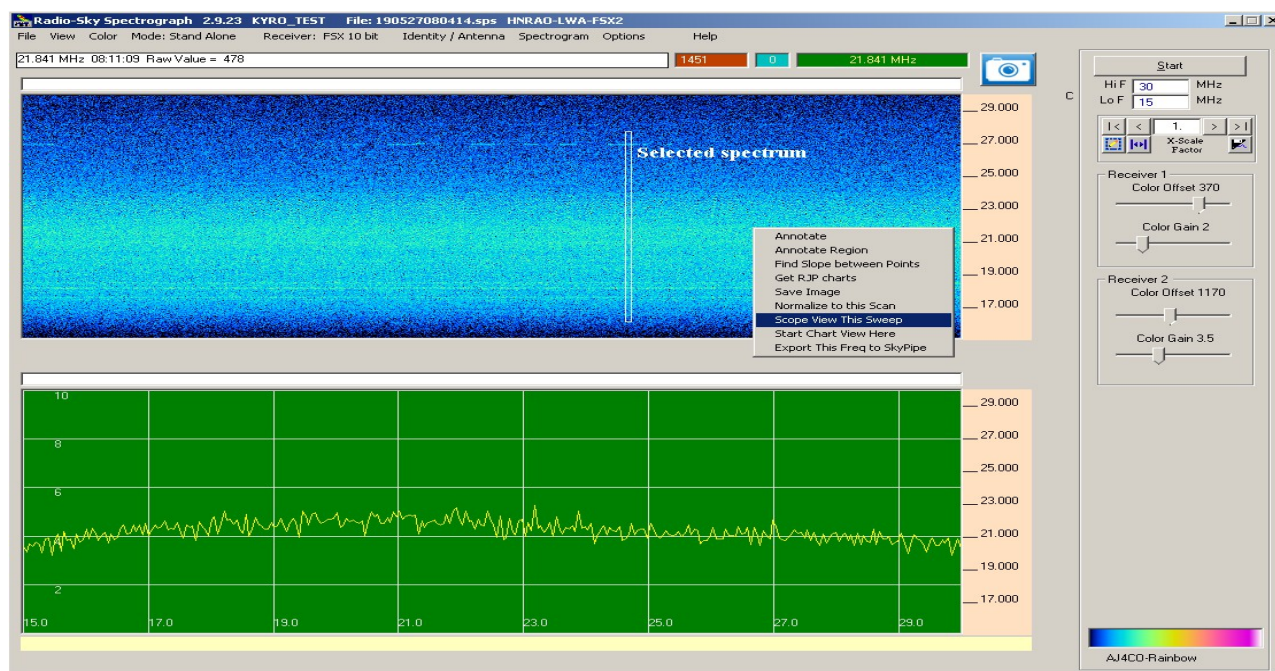 Radio-Sky Spectrograph 2.9.23 KYRO_TEST File: 190527080414.sps HNRAO-LWA-FSX2
File View Color Mode: Stand Alone Receiver: FSX 10 bit Identity / Antenna Spectrogram Options Help
21.841 MHz 08:11:09 Raw Value = 478 1451 0 21.841 MHz
Start
Hi F 30 MHz
Lo F 15 MHz
C
|< < 1. > >|
X-Scale
Factor
Receiver 1
Color Offset 370
Color Gain 2
Receiver 2
Color Offset 1170
Color Gain 3.5
29.000
27.000
25.000
23.000
21.000
19.000
17.000
Selected spectrum
Annotate
Annotate Region
Find Slope between Points
Get RJP charts
Save Image
Normalize to this Scan
Scope View This Sweep
Start Chart View Here
Export This Freq to SkyPipe
10
8
6
4
2
15.0 17.0 19.0 21.0 23.0 25.0 27.0 29.0
29.000
27.000
25.000
23.000
21.000
19.000
17.000
AJ4CO-Rainbow